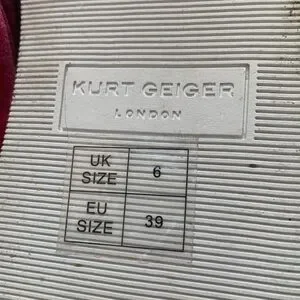 KURT GEIGER
LONDON
UK SIZE 6
EU SIZE 39